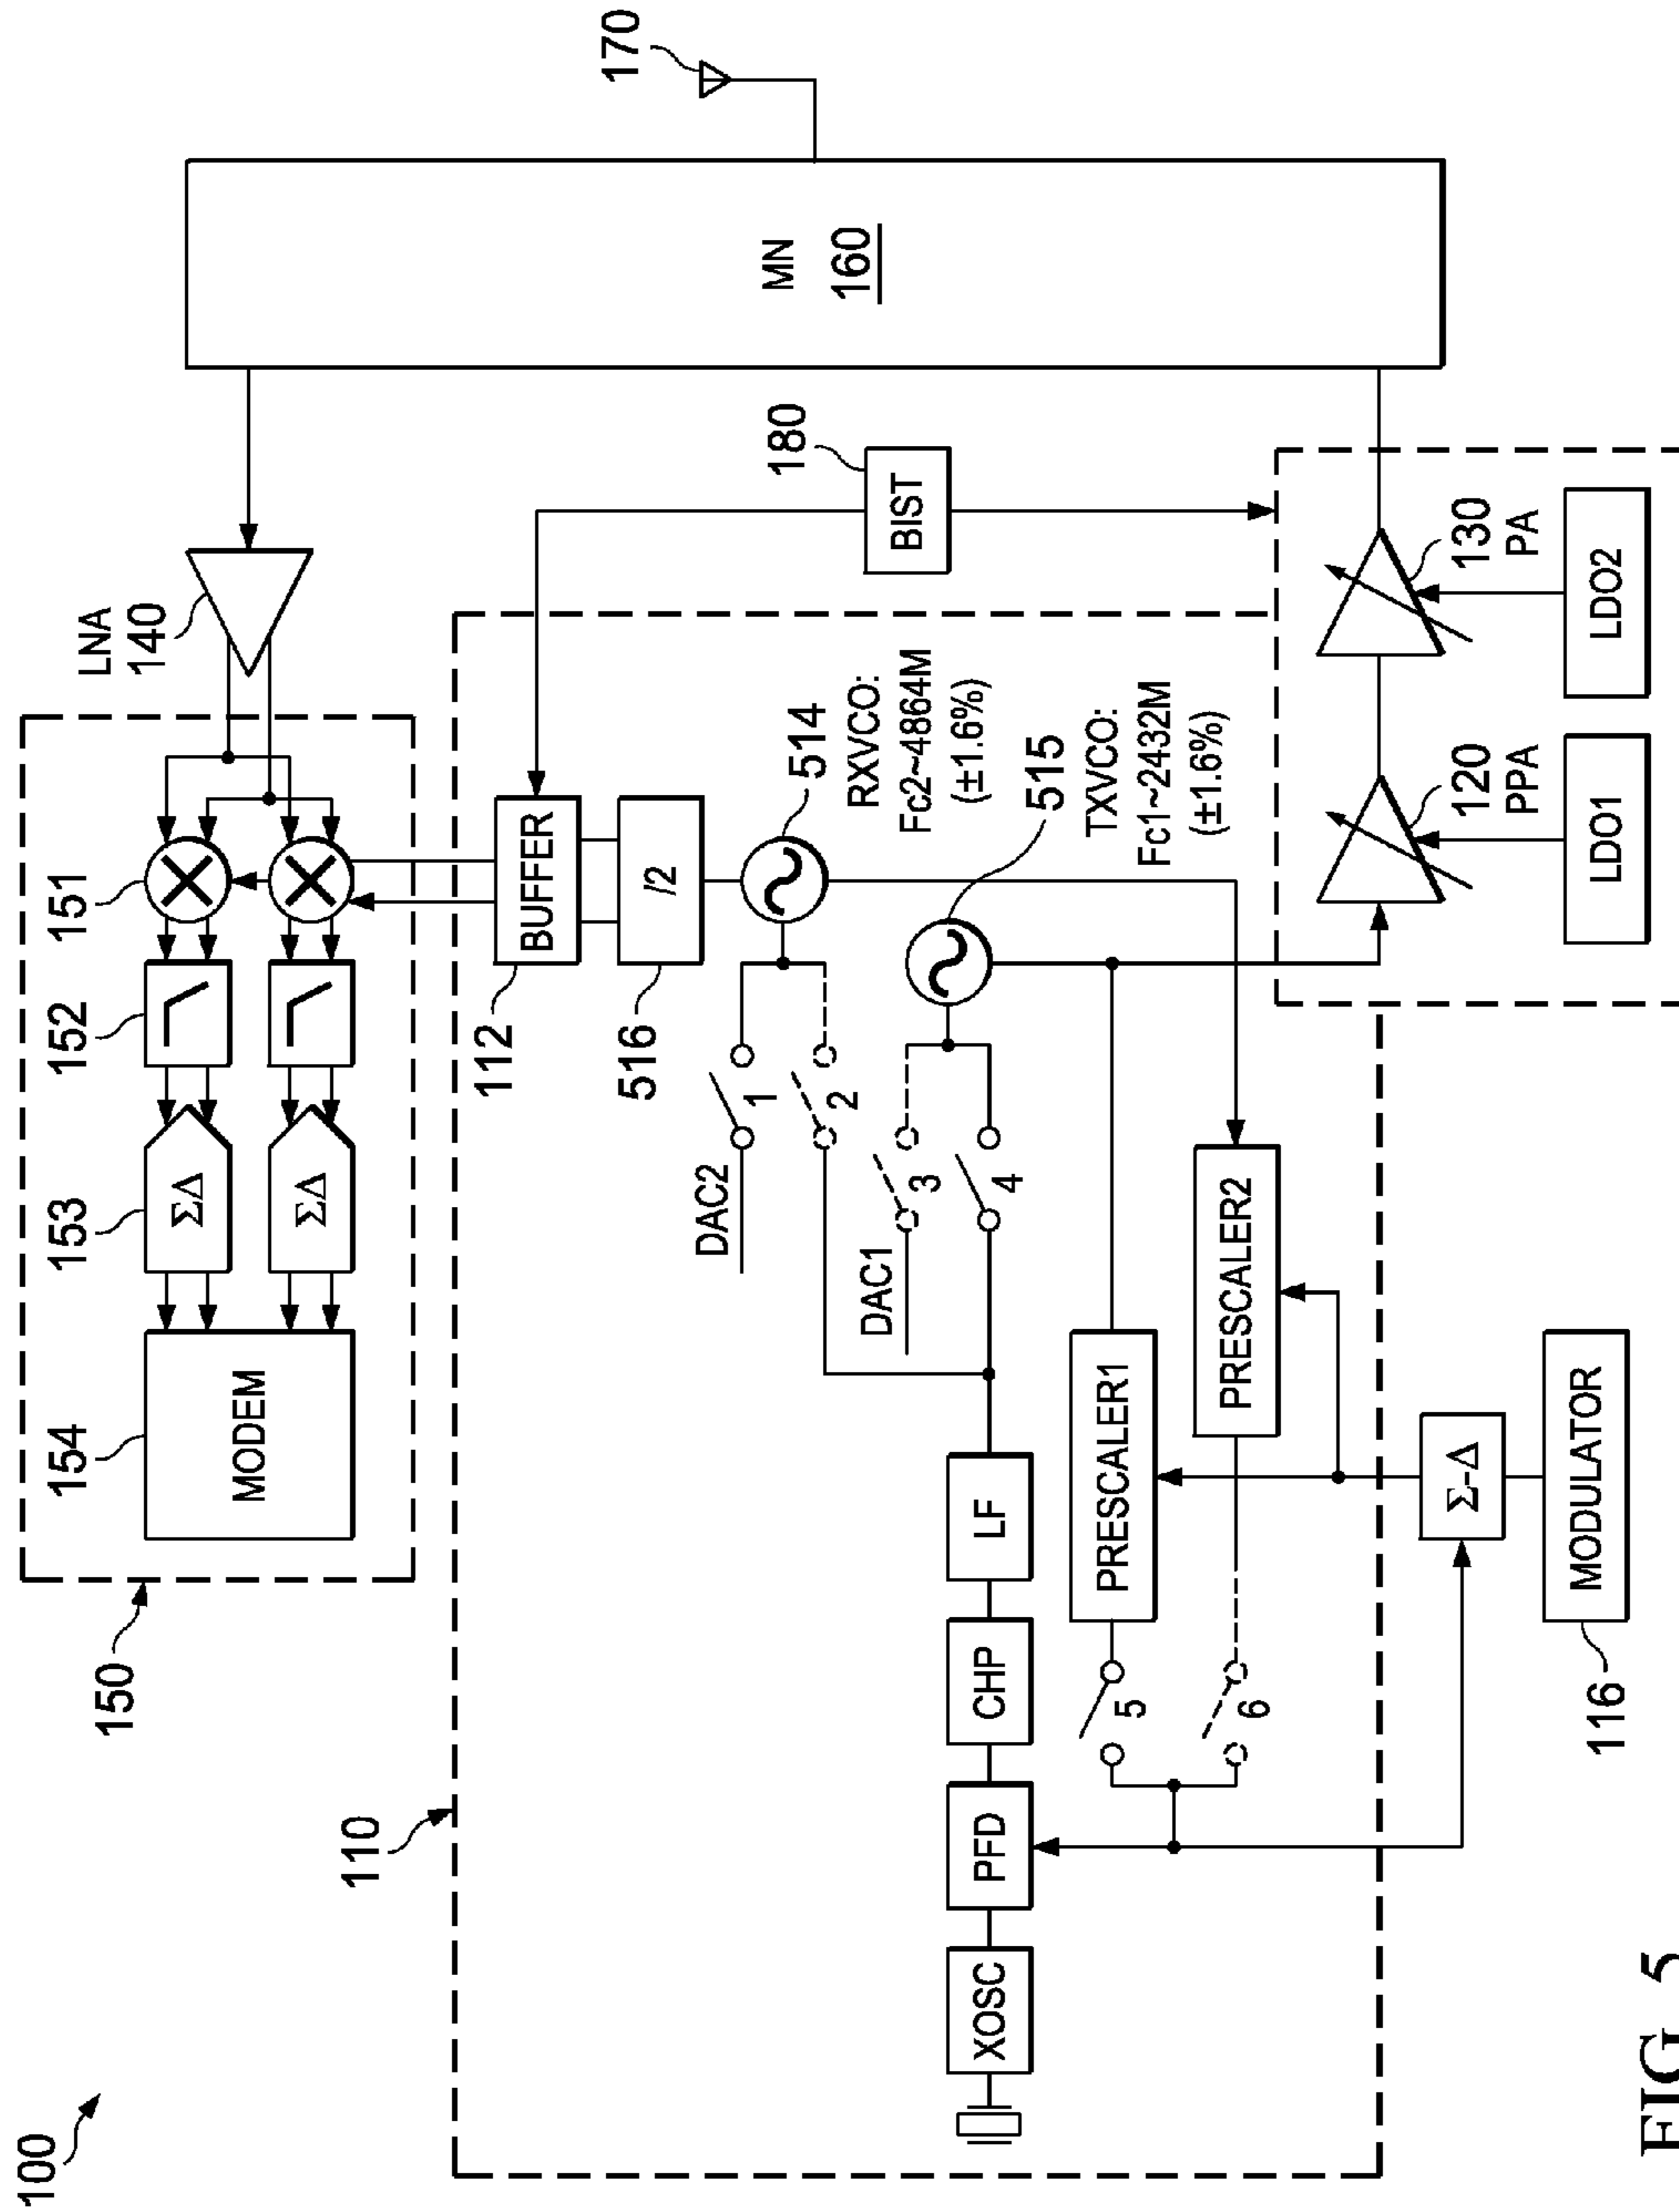 100
150
154
MODEM
153
ΣΔ
ΣΔ
152
151
LNA
140
170
MN
160
110
112
BUFFER
516
/2
180
BIST
514
RXVCO:
Fc2~4864M
(±1.6%)
515
TXVCO:
Fc1~2432M
(±1.6%)
DAC2
1
2
DAC1
3
4
XOSC
PFD
CHP
LF
PRESCALER1
PRESCALER2
5
6
Σ-Δ
MODULATOR
116
120
PPA
130
PA
LDO1
LDO2
FIG. 5